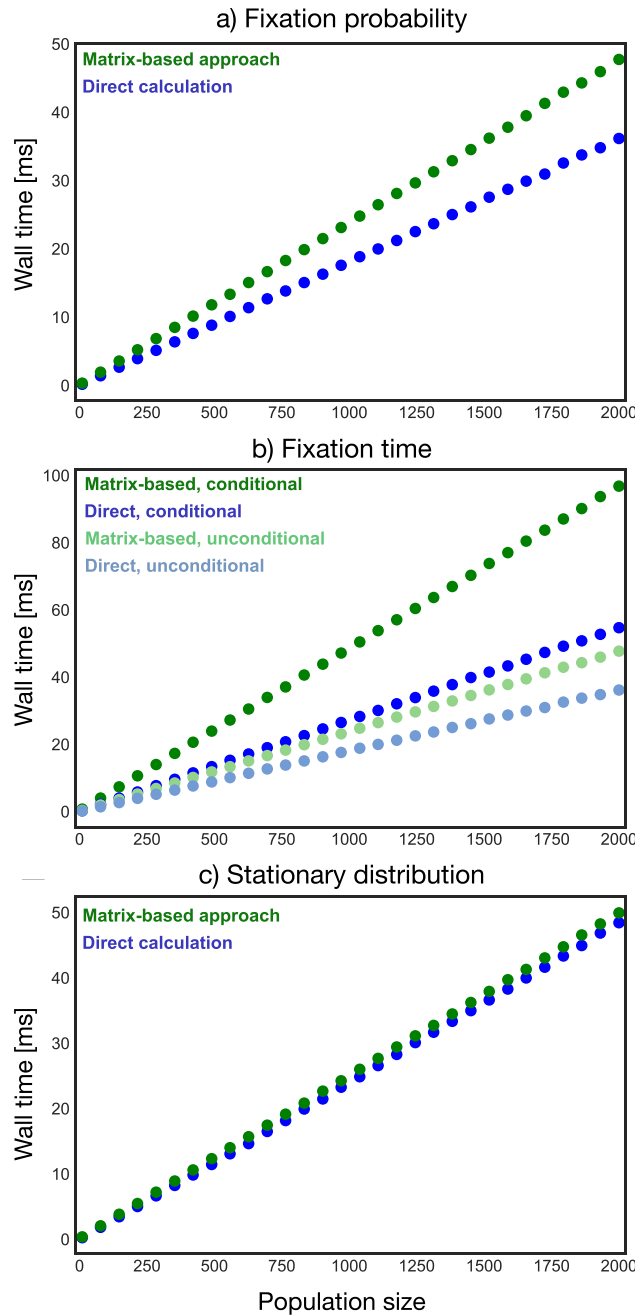 a) Fixation probability
50
40
30
20
10
0
Wall time [ms]
Matrix-based approach
Direct calculation
0 250 500 750 1000 1250 1500 1750 2000
b) Fixation time
100
80
60
40
20
0
Wall time [ms]
Matrix-based, conditional
Direct, conditional
Matrix-based, unconditional
Direct, unconditional
0 250 500 750 1000 1250 1500 1750 2000
c) Stationary distribution
50
40
30
20
10
0
Wall time [ms]
Matrix-based approach
Direct calculation
0 250 500 750 1000 1250 1500 1750 2000
Population size